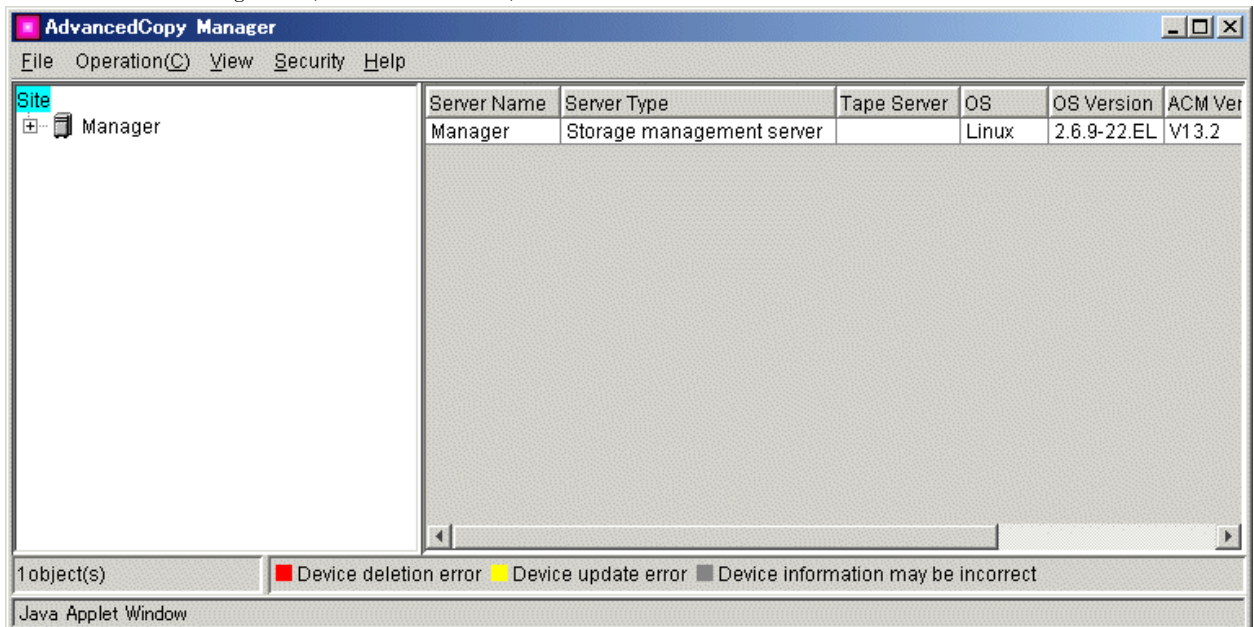 AdvancedCopy Manager
File Operation(C) View Security Help
Site
Manager
Server Name Server Type Tape Server OS OS Version ACM Ver
Manager Storage management server Linux 2.6.9-22.EL V13.2
1object(s) Device deletion error Device update error Device information may be incorrect
Java Applet Window